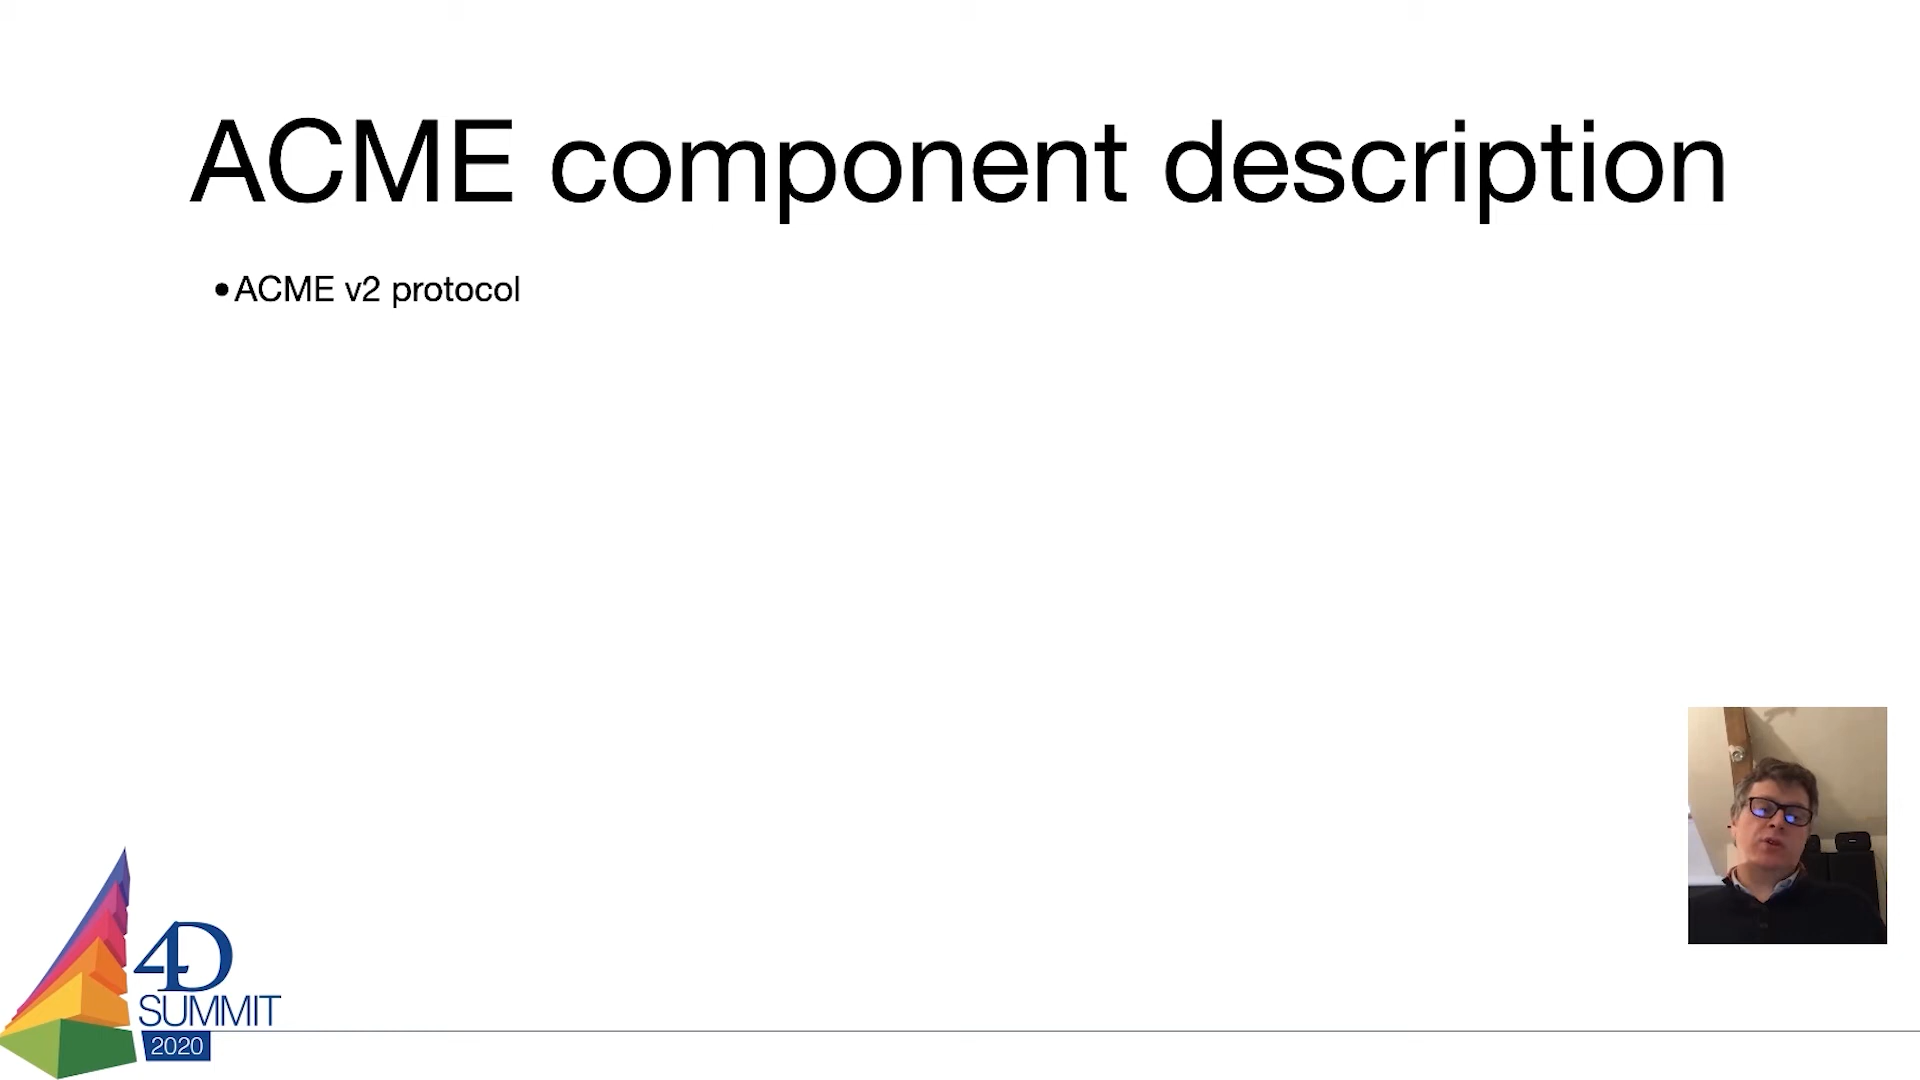 ACME component description
•ACME v2 protocol
4D
SUMMIT
2020